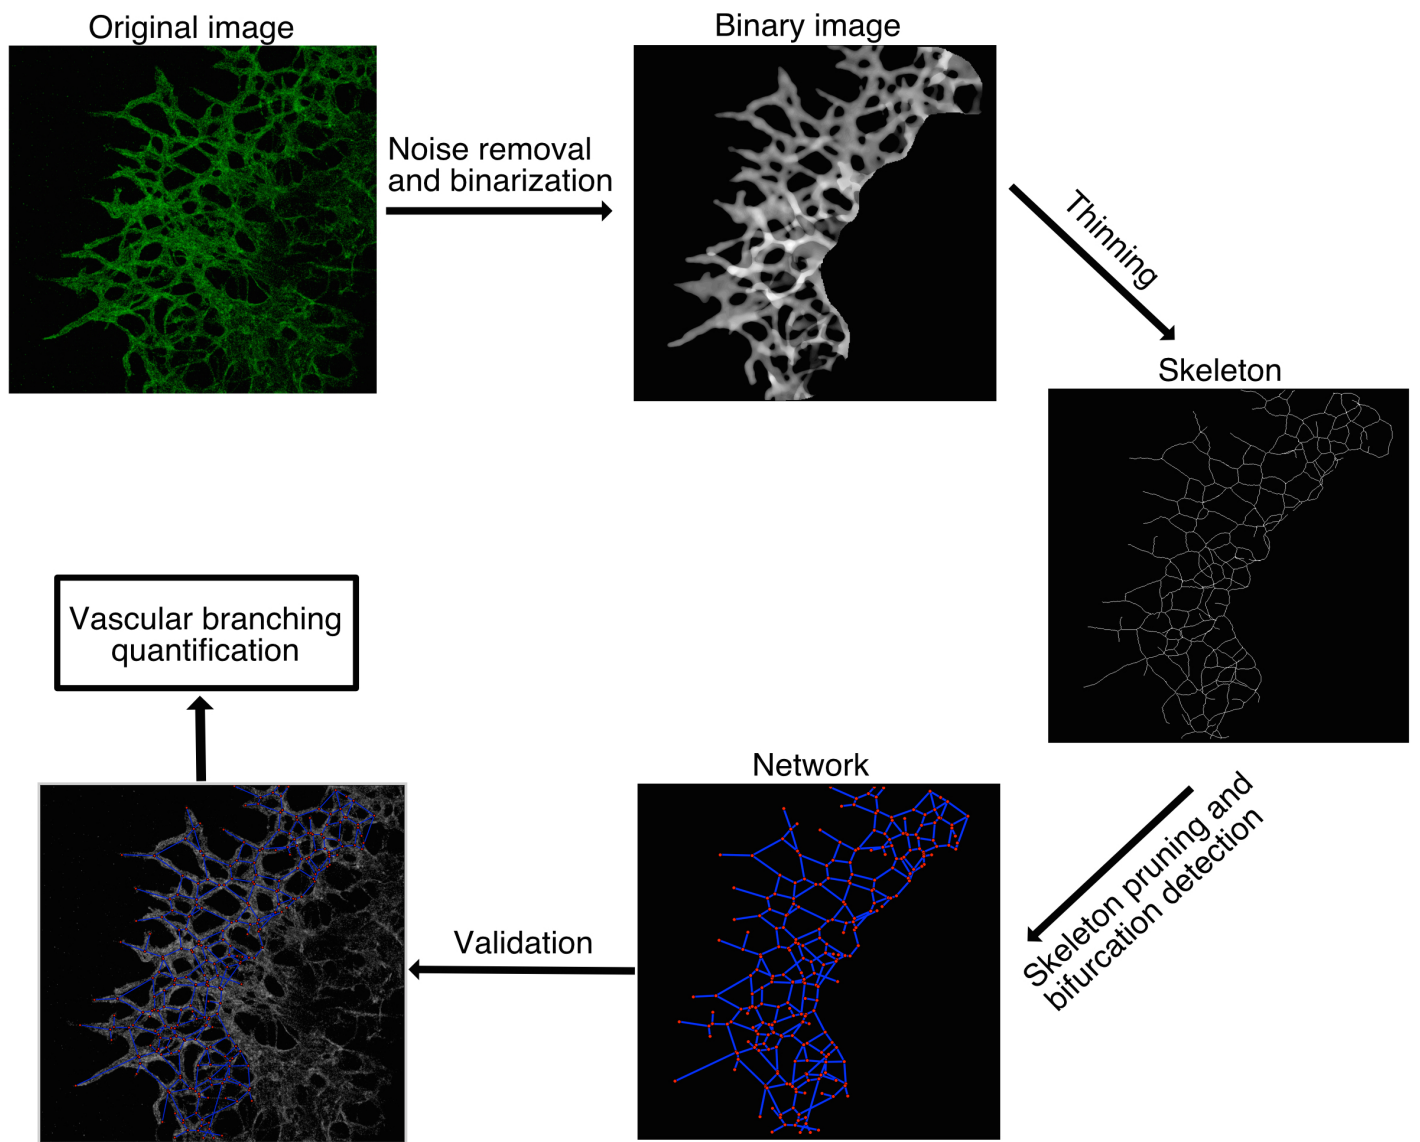 Original image
Binary image
Noise removal
and binarization
Thinning
Skeleton
Skeleton pruning and
bifurcation detection
Network
Validation
Vascular branching
quantification